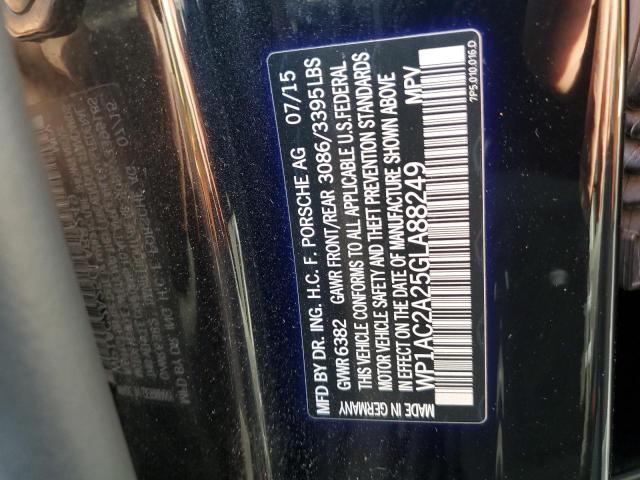 MFD BY DR. ING. H.C. F. PORSCHE AG 07/15
GVWR 6382 GAWR FRONT/REAR 3086/3395 LBS
THIS VEHICLE CONFORMS TO ALL APPLICABLE U.S. FEDERAL
MOTOR VEHICLE SAFETY AND THEFT PREVENTION STANDARDS
IN EFFECT ON THE DATE OF MANUFACTURE SHOWN ABOVE
WP1AC2A25GLA88249 MPV
MADE IN GERMANY
7P5.010.016.D